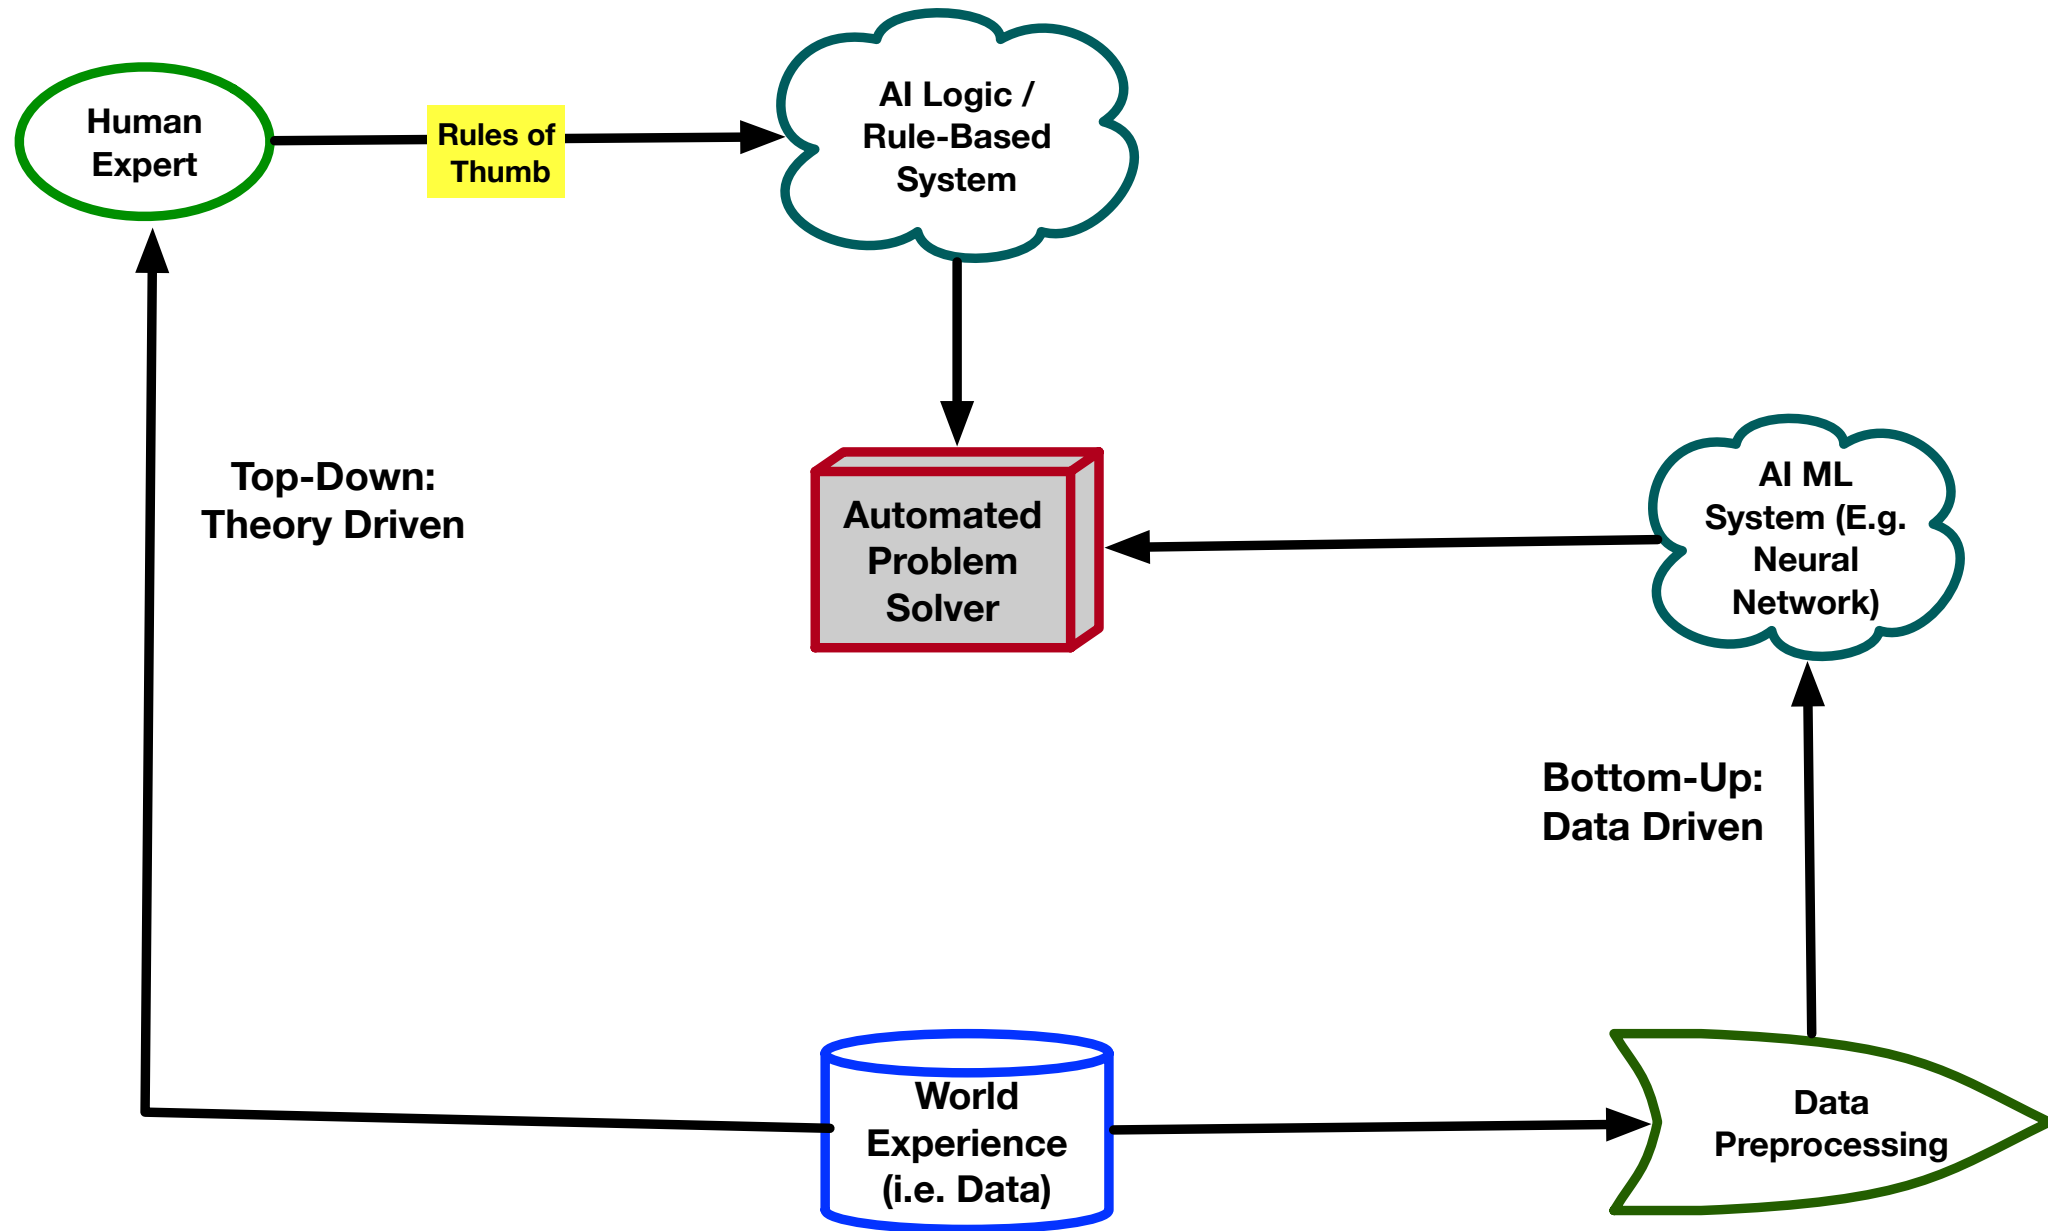 Human
Expert
Rules of
Thumb
AI Logic /
Rule-Based
System
Top-Down:
Theory Driven
Automated
Problem
Solver
AI ML
System (E.g.
Neural
Network)
Bottom-Up:
Data Driven
World
Experience
(i.e. Data)
Data
Preprocessing